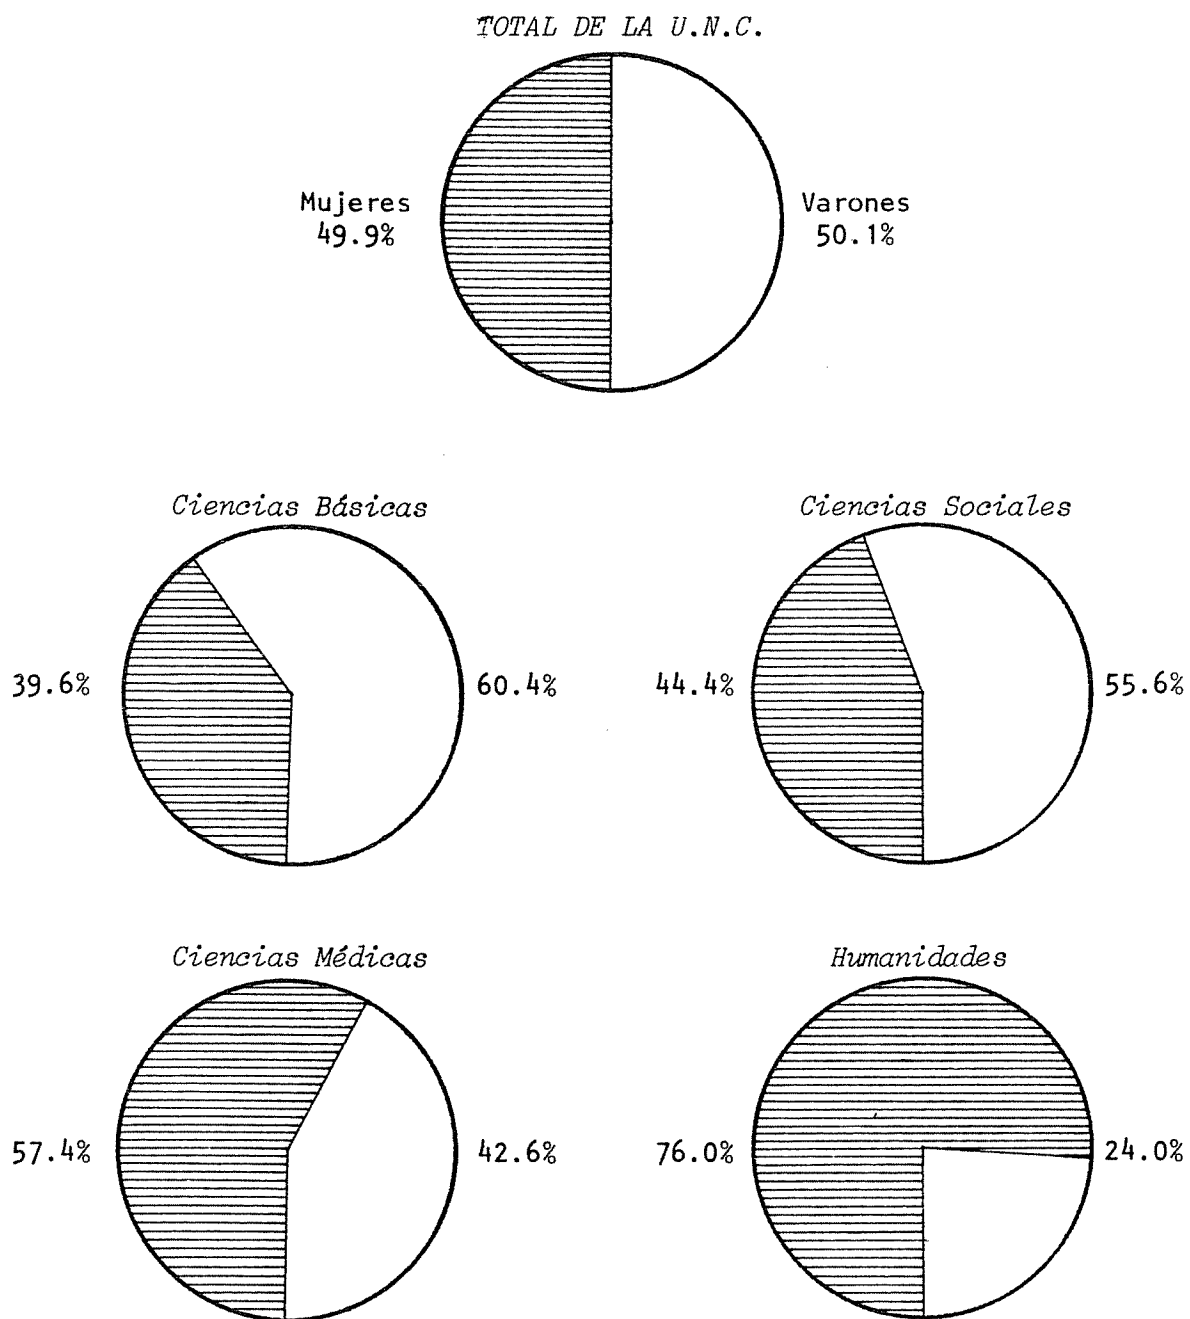 TOTAL DE LA U.N.C.
Mujeres
49.9%
Varones
50.1%
Ciencias Básicas
39.6%
60.4%
Ciencias Sociales
44.4%
55.6%
Ciencias Médicas
57.4%
42.6%
Humanidades
76.0%
24.0%